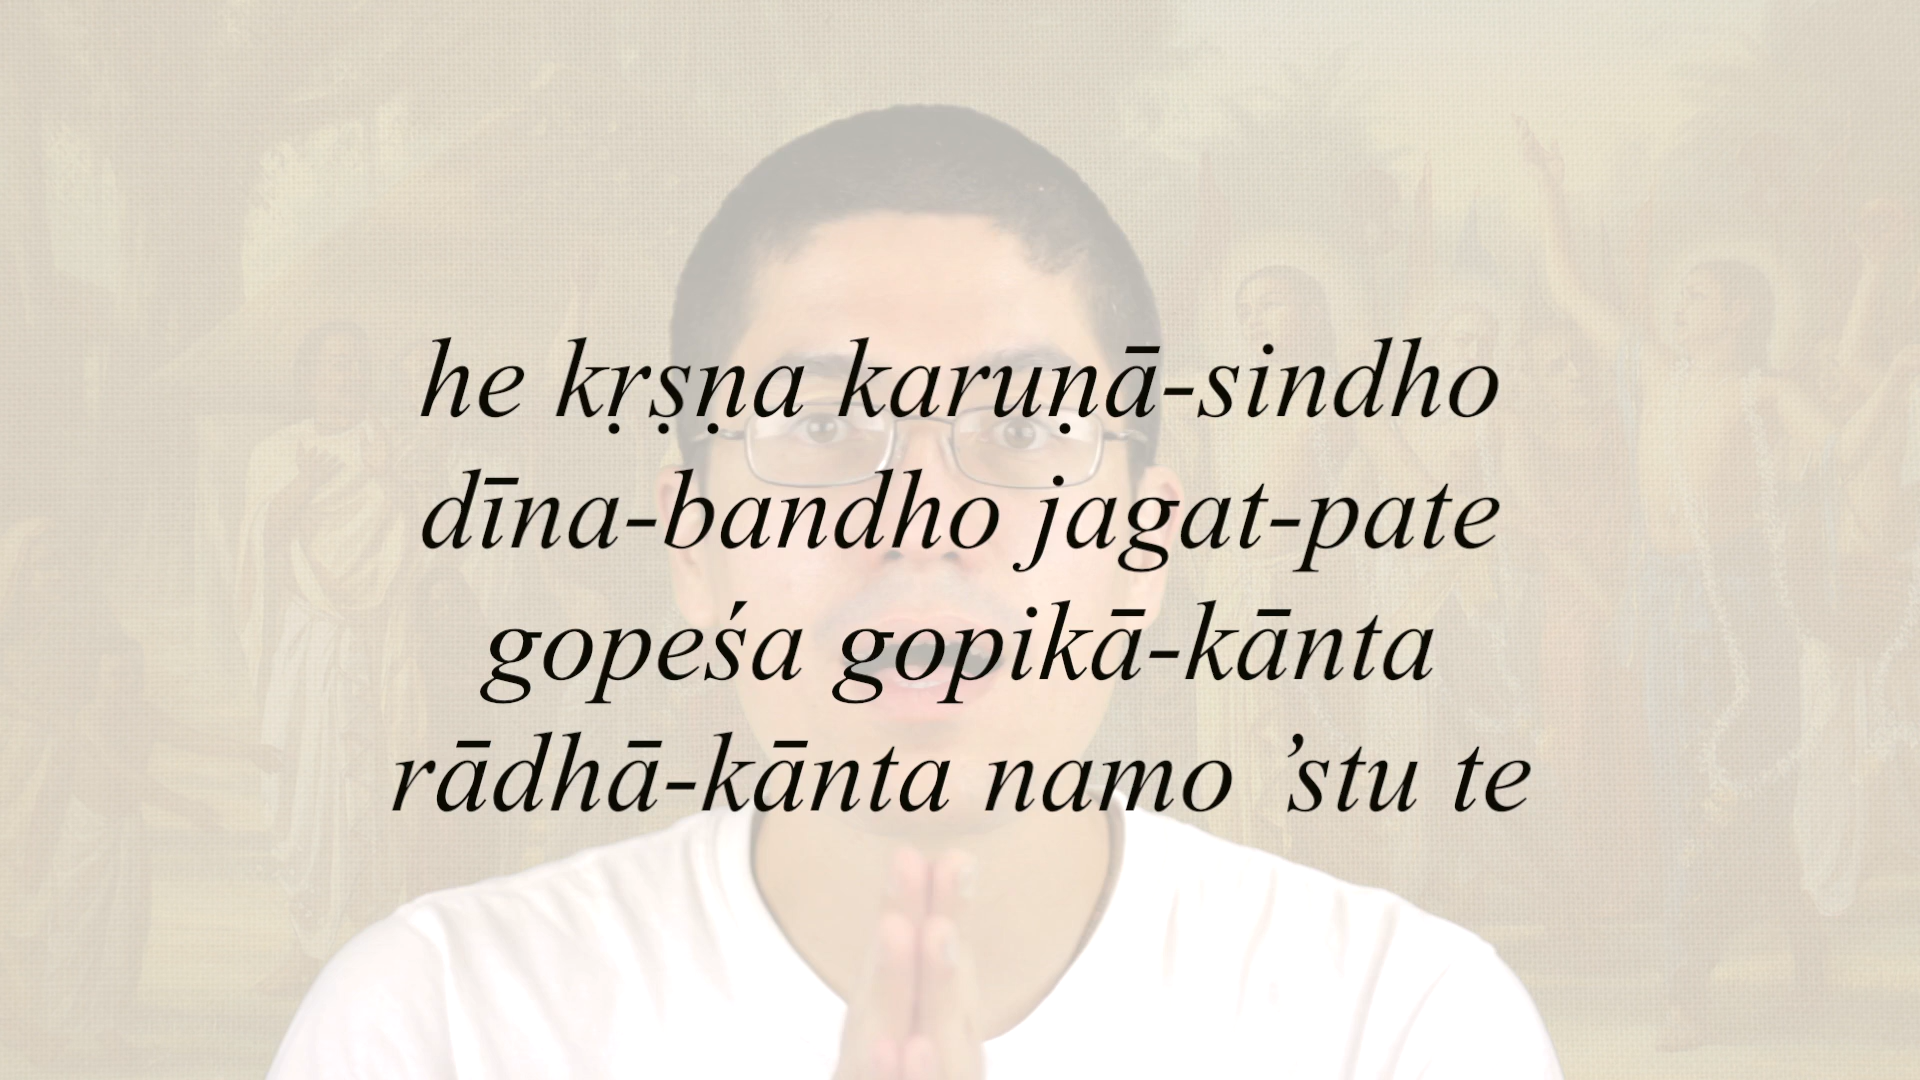 he kṛṣṇa karuṇā-sindho
dīna-bandho jagat-pate
gopeśa gopikā-kānta
rādhā-kānta namo ’stu te